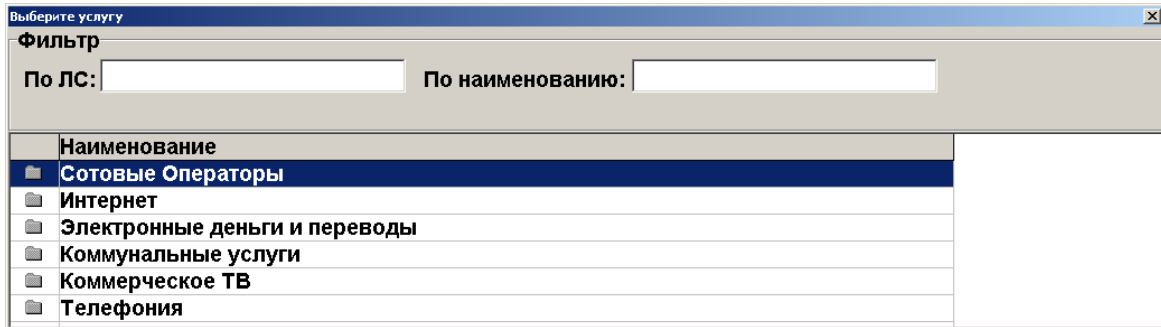 Выберите услугу
Фильтр
По ЛС: По наименованию:
Наименование
Сотовые Операторы
Интернет
Электронные деньги и переводы
Коммунальные услуги
Коммерческое ТВ
Телефония